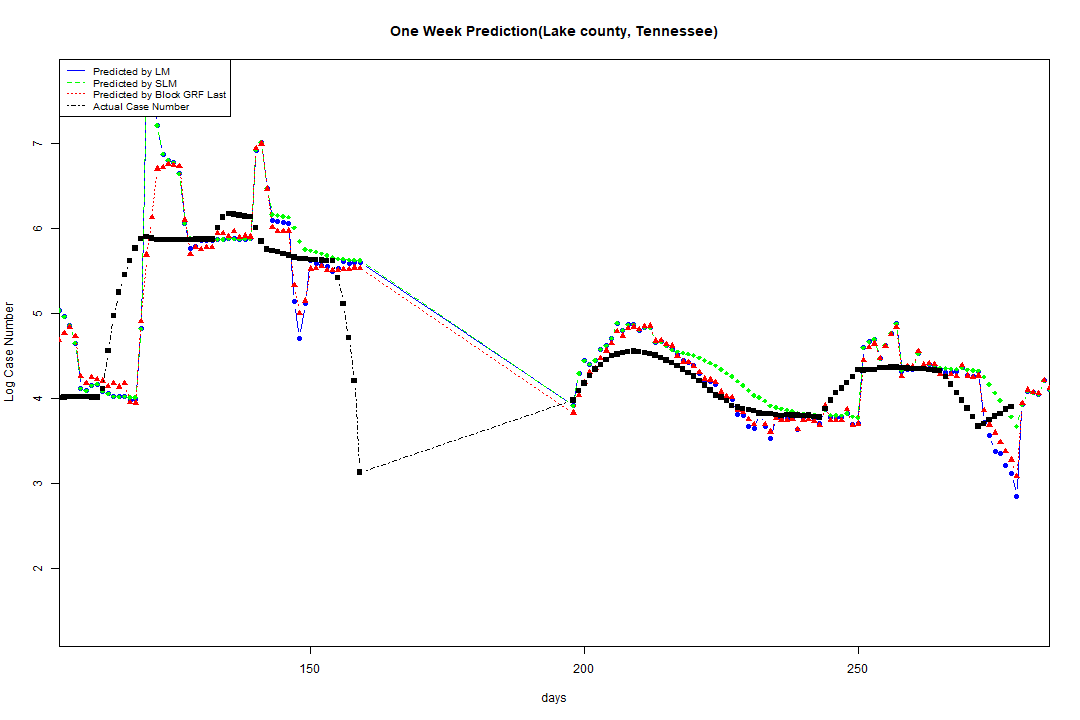 One Week Prediction(Lake county, Tennessee)
Predicted by LM
Predicted by SLM
Predicted by Block GRF Last
Actual Case Number
Log Case Number
7
6
5
4
3
2
150
200
250
days